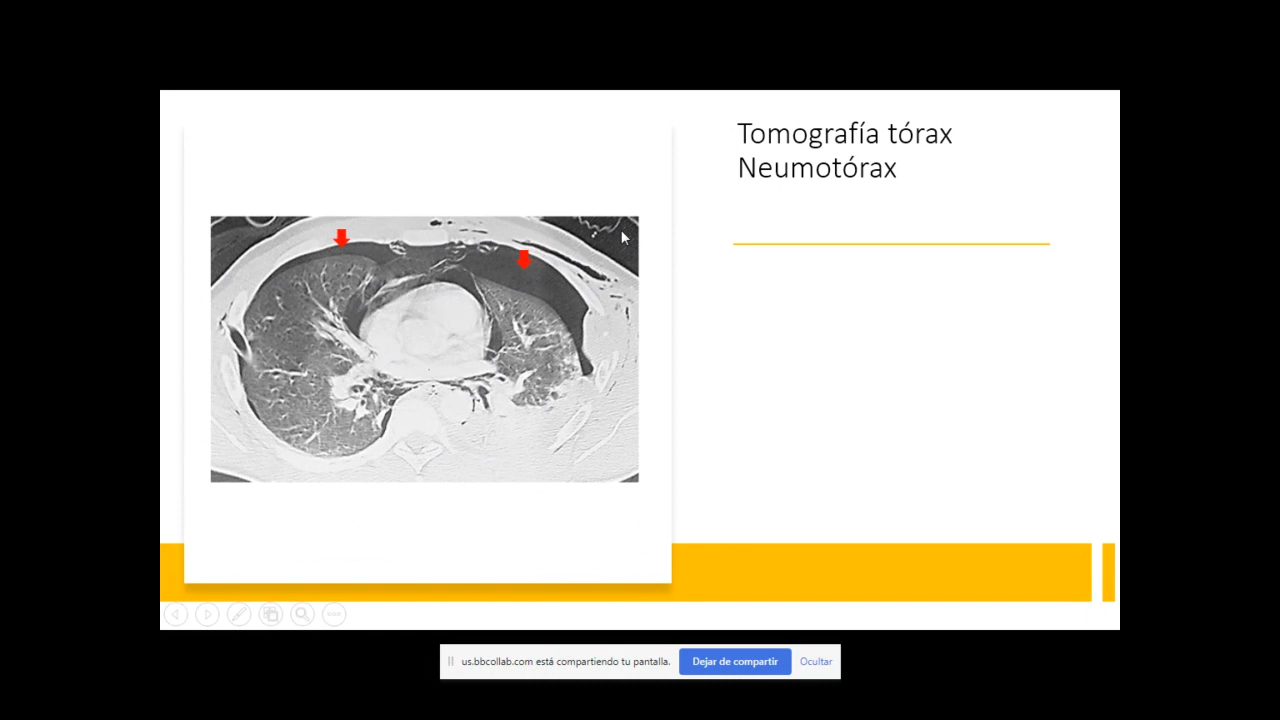 Tomografía tórax
Neumotórax
us.bbcollab.com está compartiendo tu pantalla.
Dejar de compartir
Ocultar